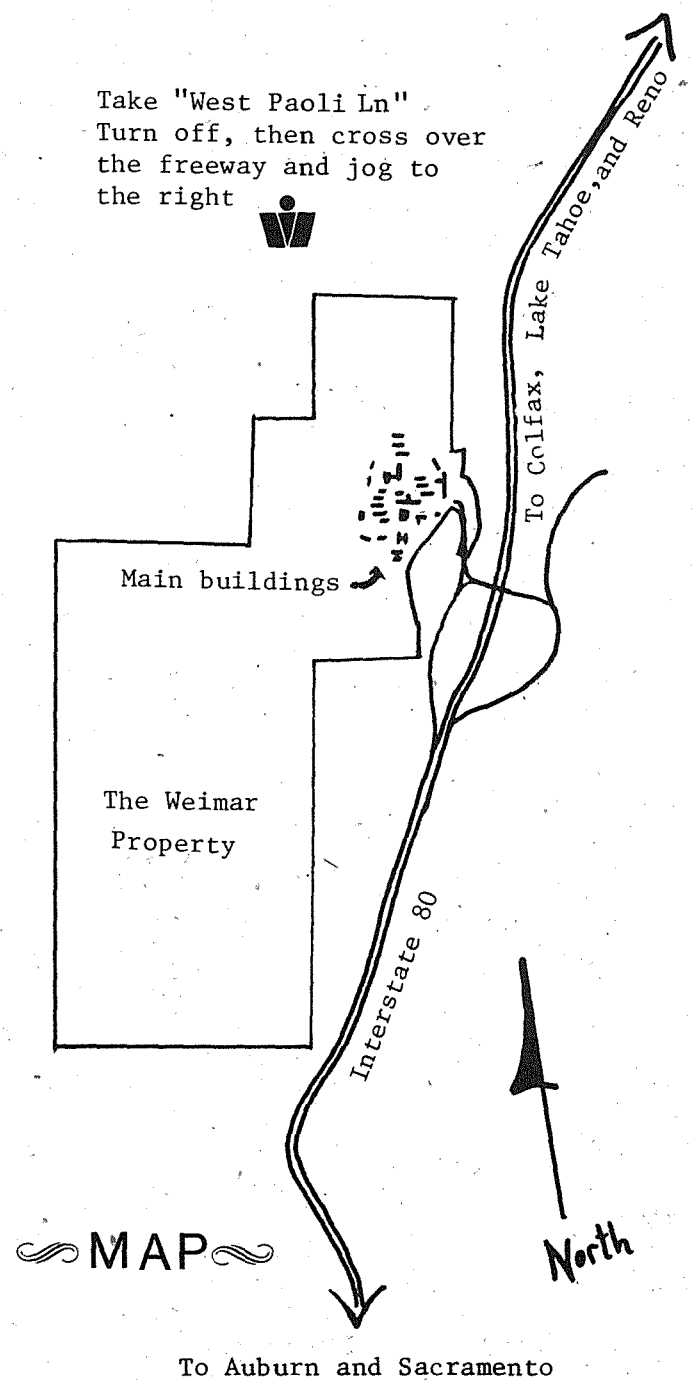 Take "West Paoli Ln"
Turn off, then cross over
the freeway and jog to
the right
To Colfax, Lake Tahoe, and Reno
Main buildings
The Weimar
Property
Interstate 80
North
MAP
To Auburn and Sacramento